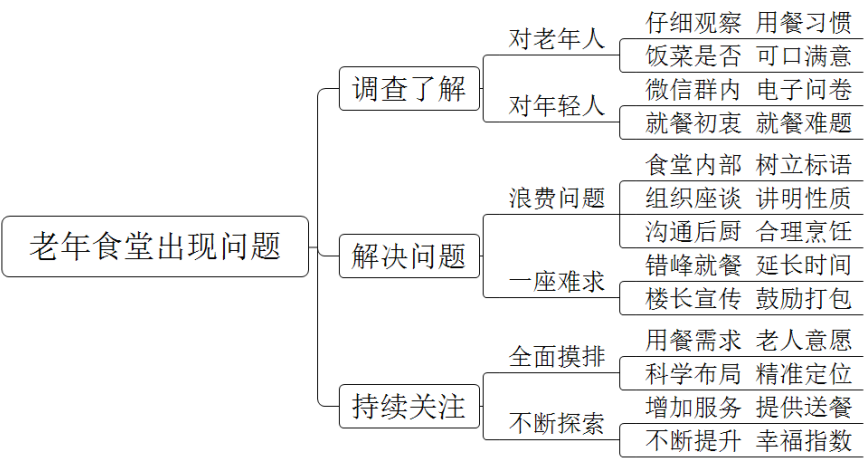 老年食堂出现问题
调查了解
对老年人
仔细观察 用餐习惯
饭菜是否 可口满意
对年轻人
微信群内 电子问卷
就餐初衷 就餐难题
解决问题
浪费问题
食堂内部 树立标语
组织座谈 讲明性质
沟通后厨 合理烹饪
一座难求
错峰就餐 延长时间
楼长宣传 鼓励打包
持续关注
全面摸排
用餐需求 老人意愿
科学布局 精准定位
不断探索
增加服务 提供送餐
不断提升 幸福指数